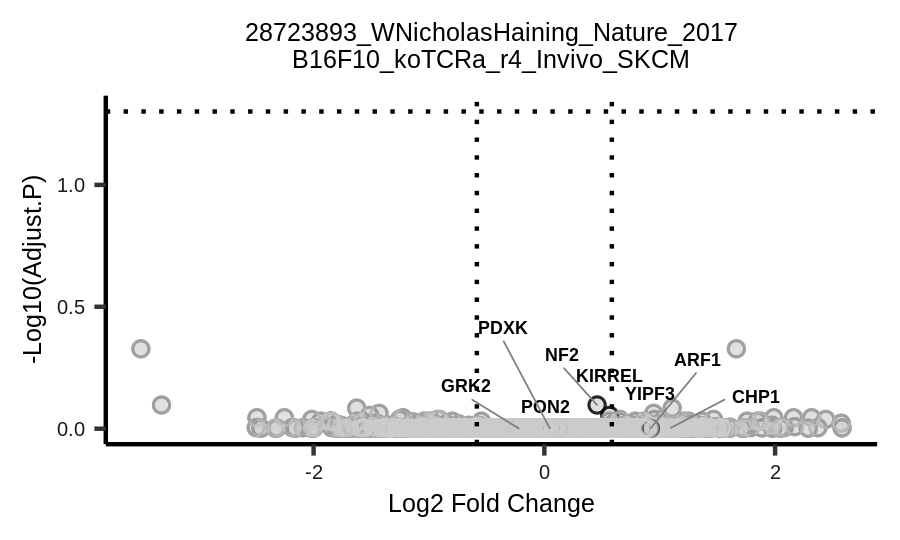 28723893_WNicholasHaining_Nature_2017
B16F10_koTCRa_r4_Invivo_SKCM
-Log10(Adjust.P)
1.0
0.5
0.0
PDXK
NF2
ARF1
KIRREL
GRK2
YIPF3
CHP1
PON2
-2
0
2
Log2 Fold Change